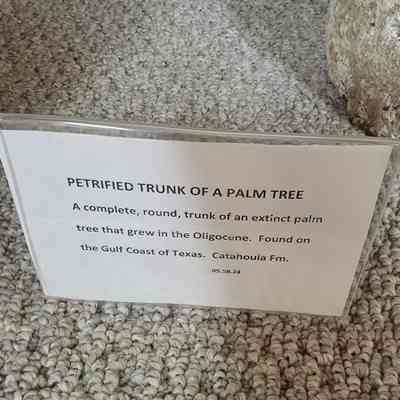 PETRIFIED TRUNK OF A PALM TREE
A complete, round, trunk of an extinct palm
tree that grew in the Oligocene. Found on
the Gulf Coast of Texas. Catahoula Fm.
05.58.24